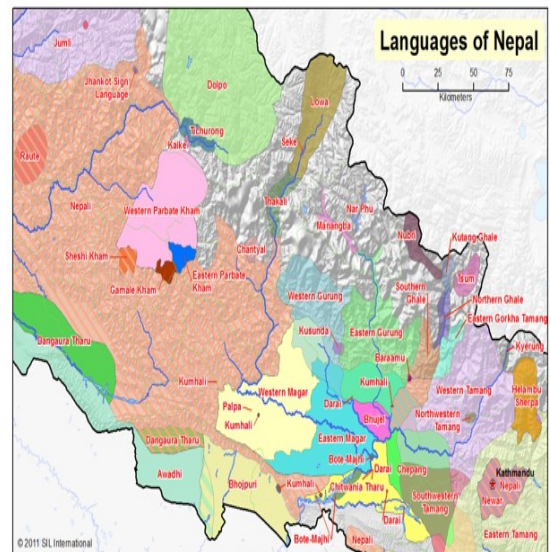 Languages of Nepal
0 25 50 75
Kilometers
Jumli
Jhankot Sign
Language
Dolpo
Lowa
Tichurong
Kaike
Seke
Raute
Nepali
Western Parbate Kham
Thakali
Nar Phu
Manangba
Nubri
Kutang Ghale
Chantyal
Sheshi Kham
Gamale Kham
Eastern Parbate
Kham
Tsum
Western Gurung
Southern
Ghale
Northern Ghale
Eastern Gorkha Tamang
Kusunda
Eastern Gurung
Dangaura Tharu
Kyerung
Baraamu
Kumhali
Kumhali
Western Magar
Western Tamang
Helambu
Sherpa
Palpa
Kumhali
Darai
Bhujel
Northwestern
Tamang
Eastern Magar
Dangaura Tharu
Bote-Majhi
Darai
Chepang
Awadhi
Bhojpuri
Kumhali
Chitwania Tharu
Kathmandu
Nepali
Newar
Southwestern
Tamang
Darai
Bote-Majhi
Nepali
Eastern Tamang
© 2011 SIL International